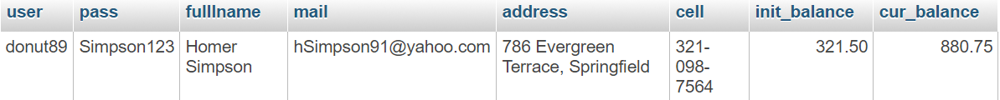 user pass fulllname mail address cell init_balance cur_balance
donut89 Simpson123 Homer Simpson hSimpson91@yahoo.com 786 Evergreen Terrace, Springfield 321-098-7564 321.50 880.75